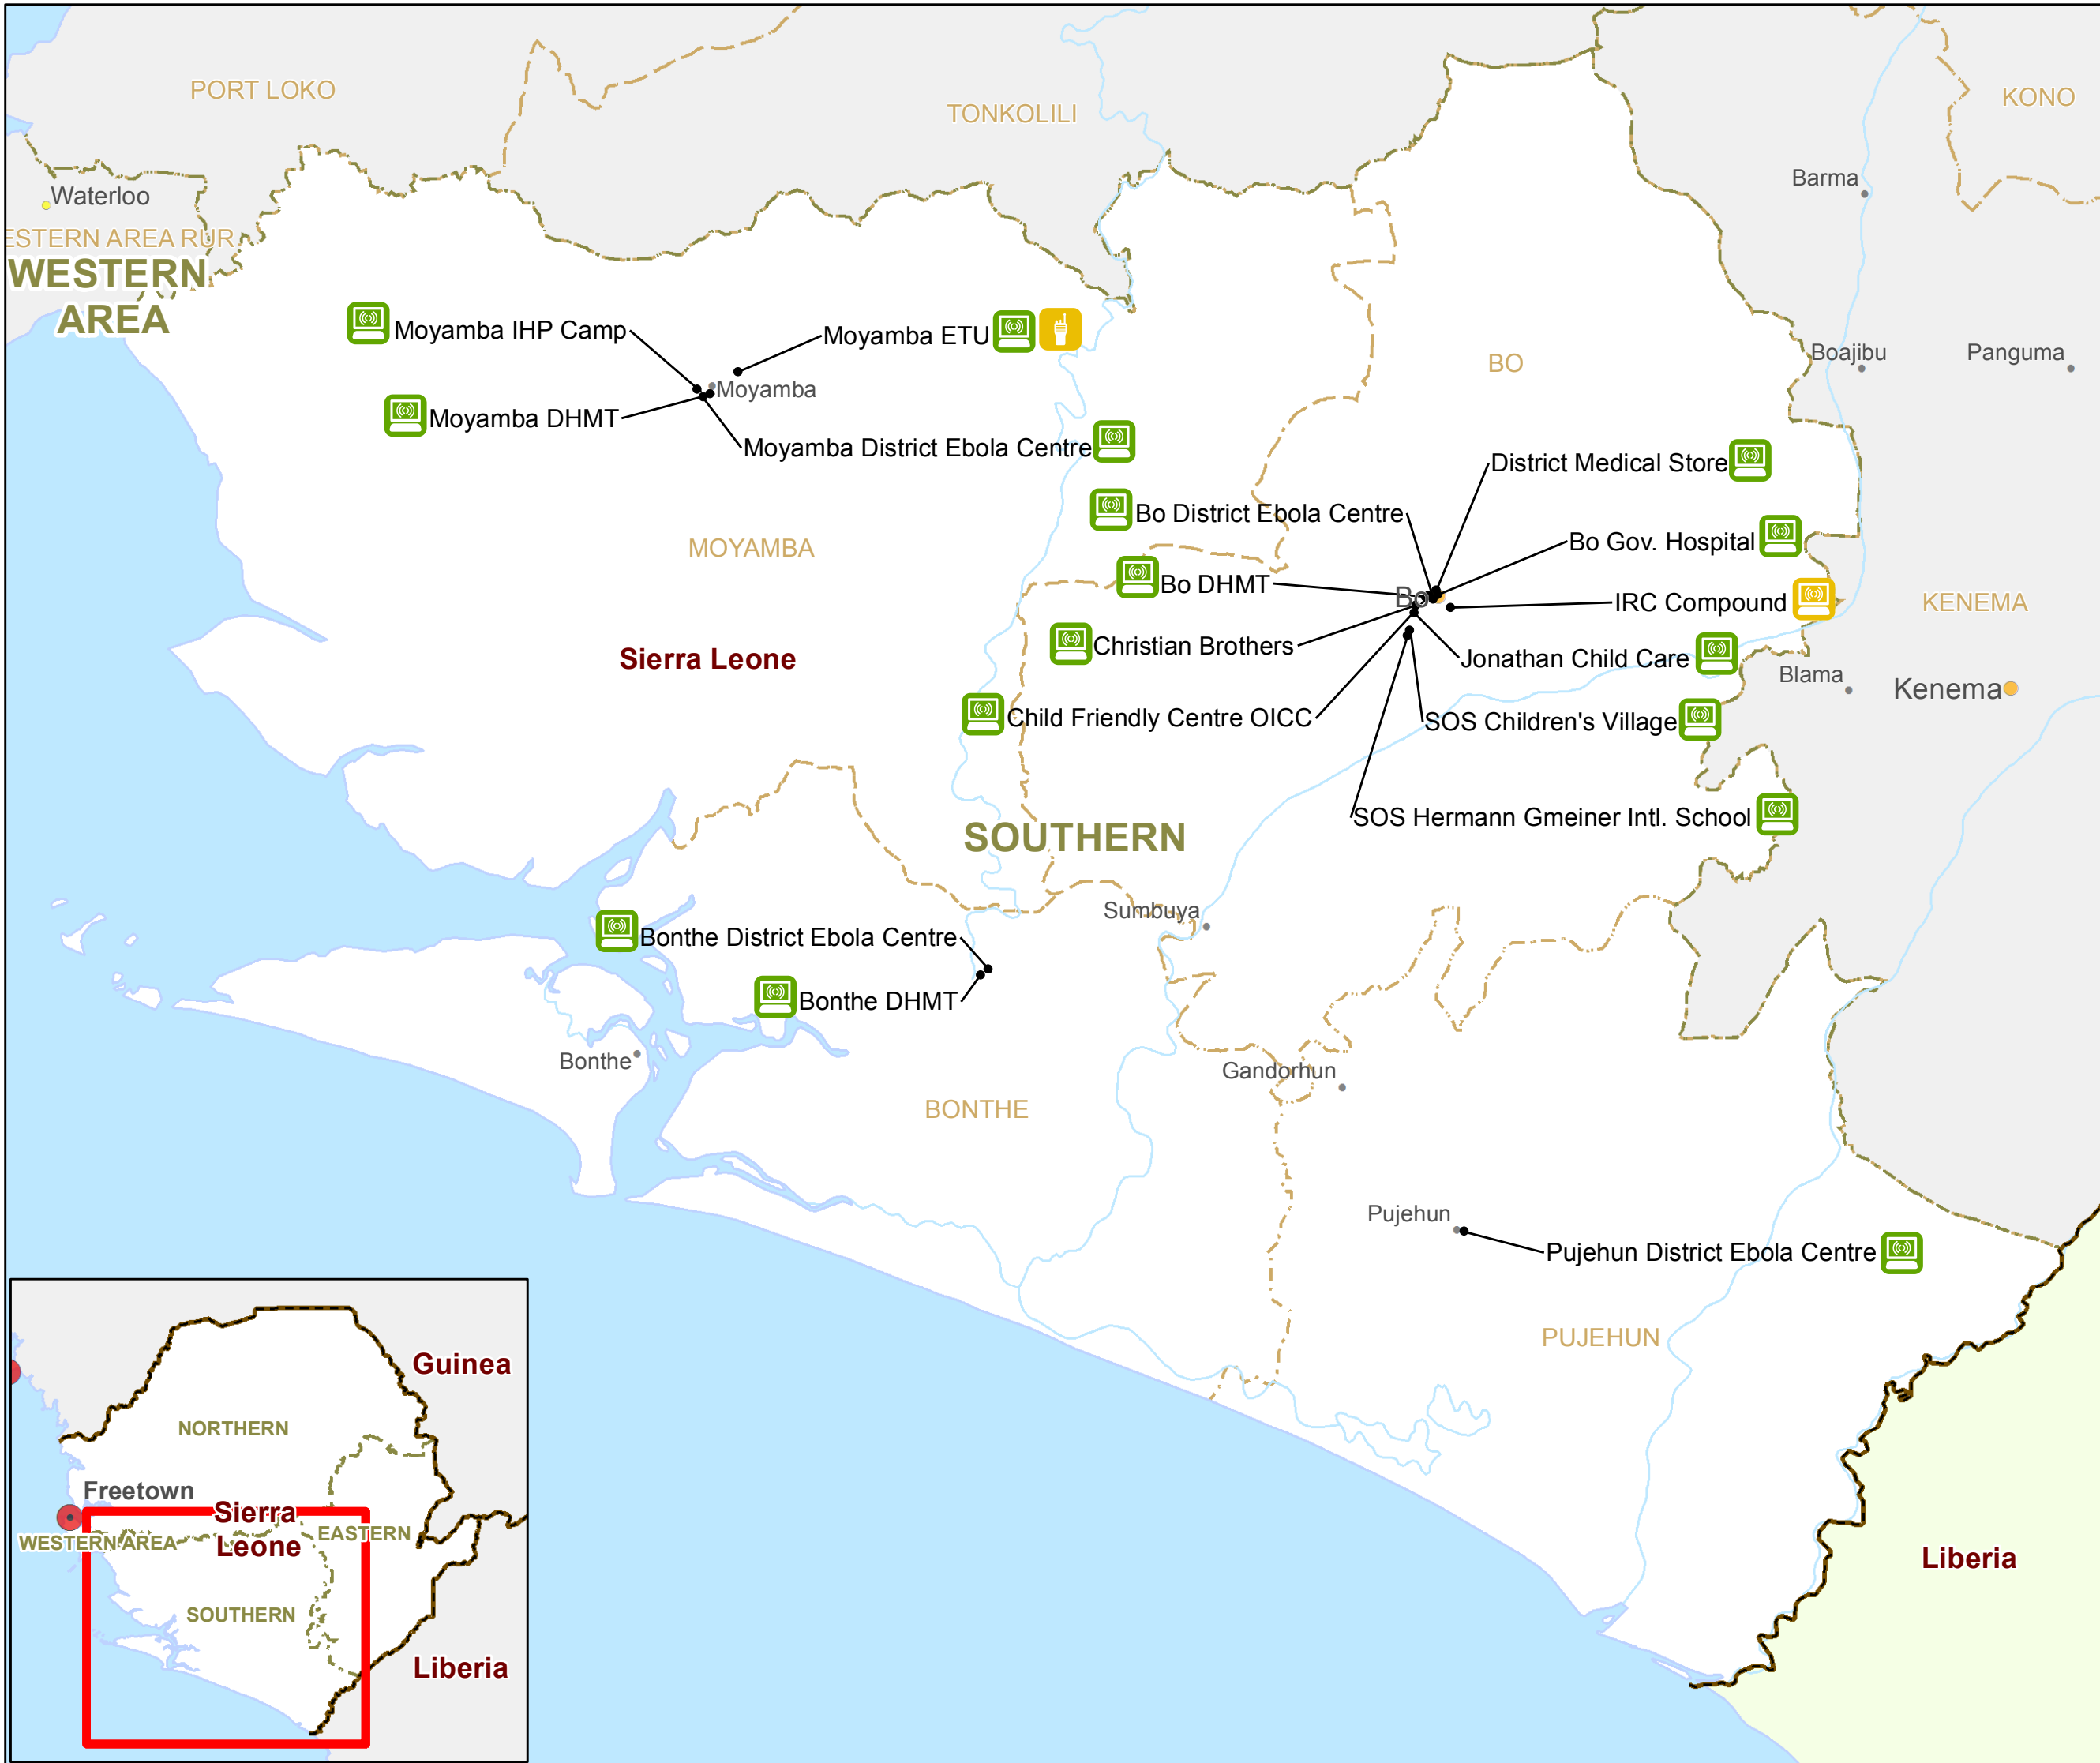 PORT LOKO
TONKOLILI
KONO
Waterloo
Barma
ESTERN AREA RUR
WESTERN
AREA
Moyamba IHP Camp
Moyamba ETU
Moyamba
Moyamba DHMT
Moyamba District Ebola Centre
BO
Boajibu
Panguma
District Medical Store
Bo District Ebola Centre
Bo Gov. Hospital
MOYAMBA
Bo DHMT
Bo
IRC Compound
KENEMA
Christian Brothers
Jonathan Child Care
Sierra Leone
Blama
Kenema
Child Friendly Centre OICC
SOS Children's Village
SOS Hermann Gmeiner Intl. School
SOUTHERN
Sumbuya
Bonthe District Ebola Centre
Bonthe DHMT
Bonthe
Gandorhun
BONTHE
Pujehun
Pujehun District Ebola Centre
PUJEHUN
Liberia
Guinea
NORTHERN
Freetown
Sierra
Leone
EASTERN
WESTERN AREA
SOUTHERN
Liberia